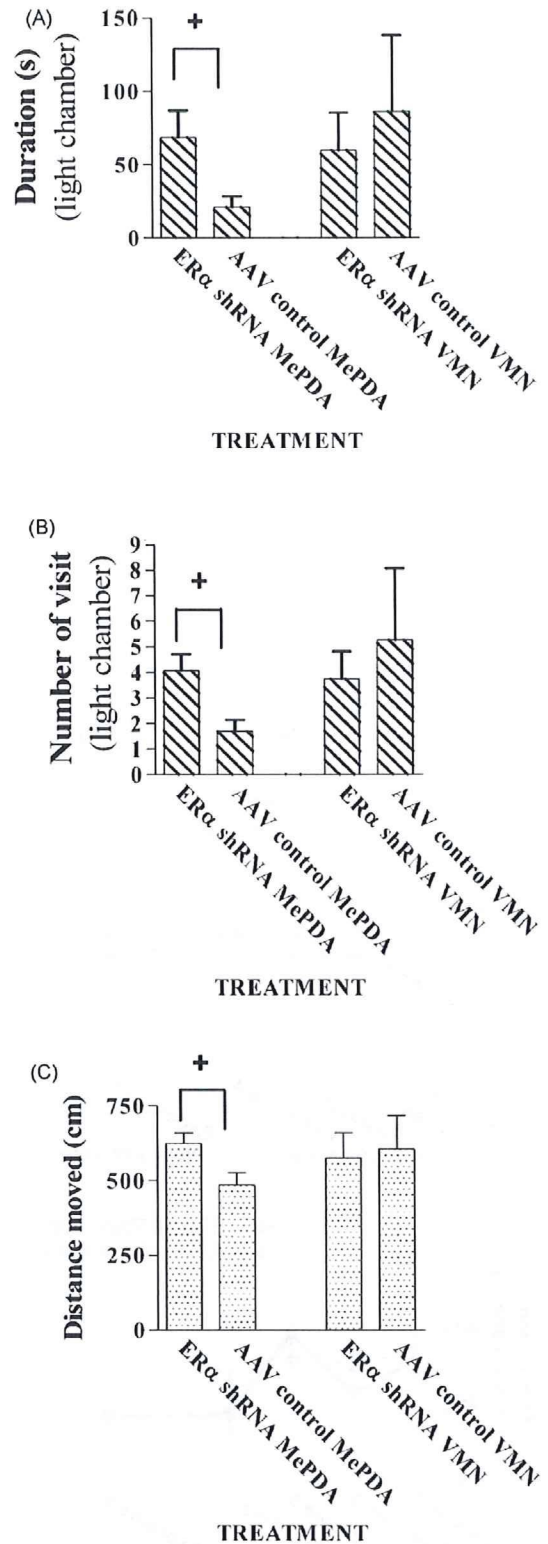 (A)
150
100
50
0
Duration (s)
(light chamber)
+
ERα shRNA MePDA
AAV control MePDA
ERα shRNA VMN
AAV control VMN
TREATMENT
(B)
9
8
7
6
5
4
3
2
1
0
Number of visit
(light chamber)
+
ERα shRNA MePDA
AAV control MePDA
ERα shRNA VMN
AAV control VMN
TREATMENT
(C)
750
500
250
0
Distance moved (cm)
+
ERα shRNA MePDA
AAV control MePDA
ERα shRNA VMN
AAV control VMN
TREATMENT